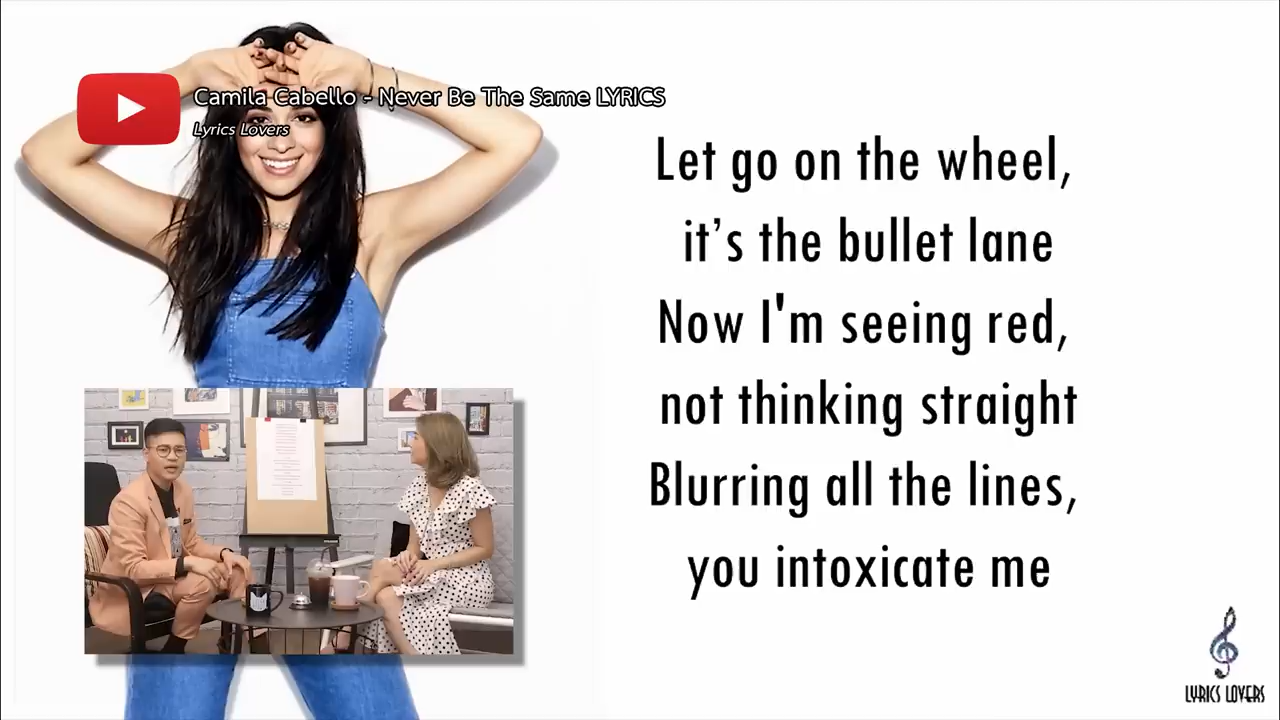 Camila Cabello - Never Be The Same LYRICS
Lyrics Lovers
Let go on the wheel,
it's the bullet lane
Now I'm seeing red,
not thinking straight
Blurring all the lines,
you intoxicate me
LYRICS LOVERS